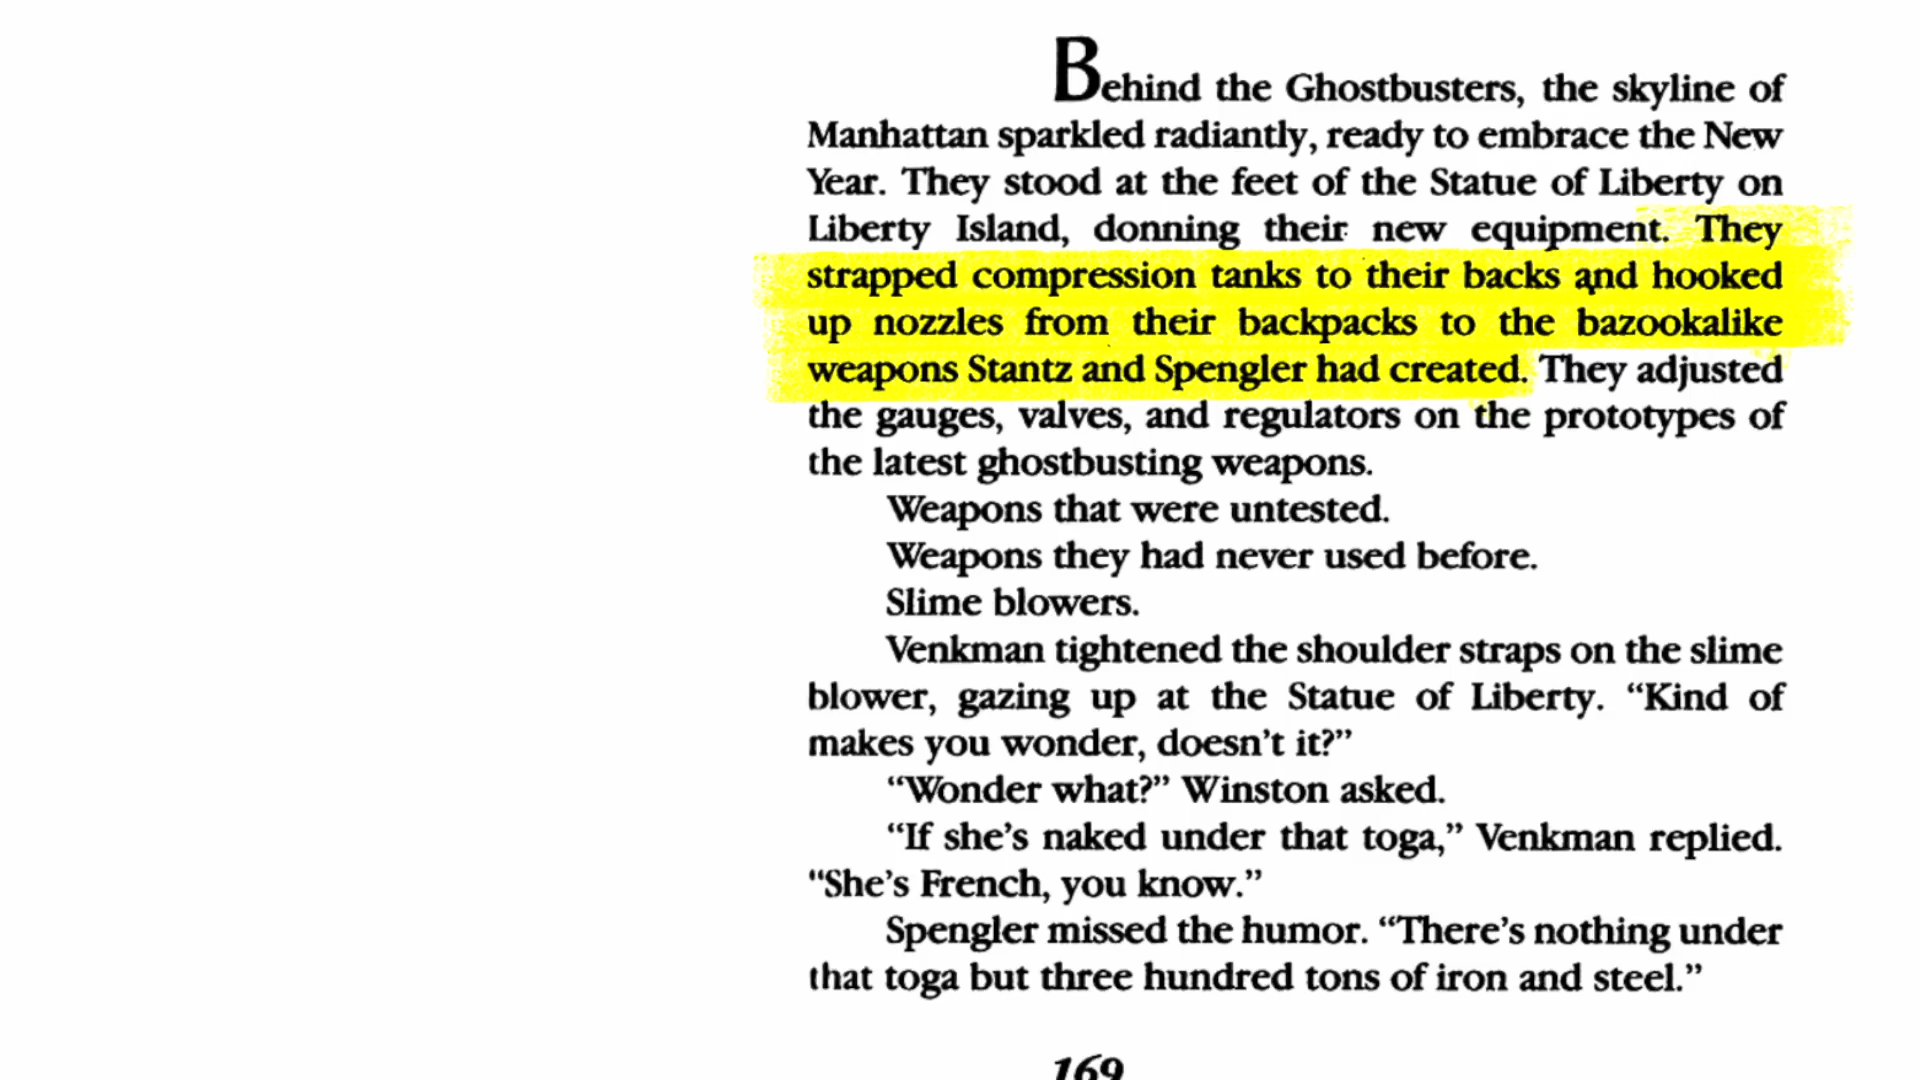 Behind the Ghostbusters, the skyline of
Manhattan sparkled radiantly, ready to embrace the New
Year. They stood at the feet of the Statue of Liberty on
Liberty Island, donning their new equipment. They
strapped compression tanks to their backs and hooked
up nozzles from their backpacks to the bazookalike
weapons Stantz and Spengler had created. They adjusted
the gauges, valves, and regulators on the prototypes of
the latest ghostbusting weapons.
Weapons that were untested.
Weapons they had never used before.
Slime blowers.
Venkman tightened the shoulder straps on the slime
blower, gazing up at the Statue of Liberty. “Kind of
makes you wonder, doesn’t it?”
“Wonder what?” Winston asked.
“If she’s naked under that toga,” Venkman replied.
“She’s French, you know.”
Spengler missed the humor. “There’s nothing under
that toga but three hundred tons of iron and steel.”
169